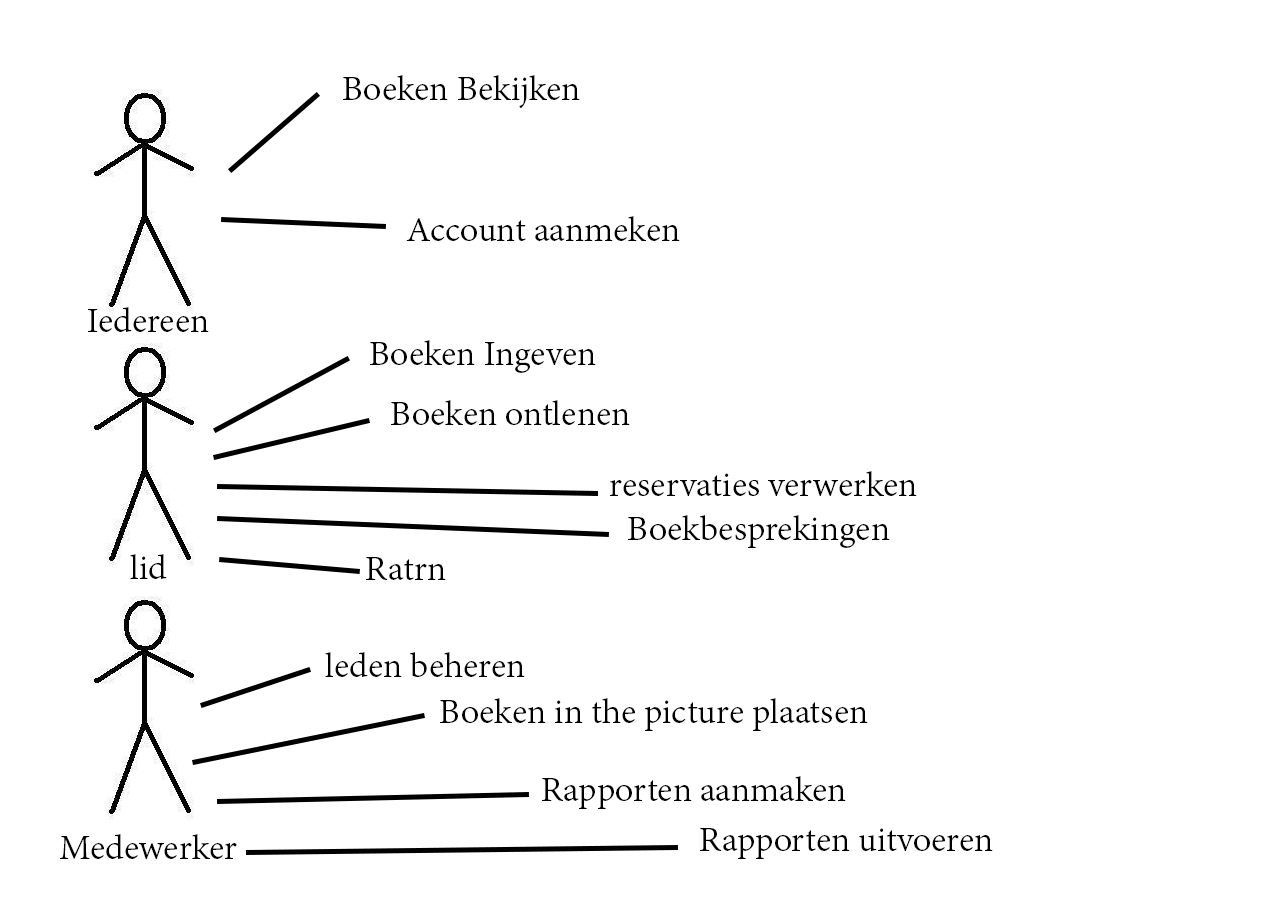 Boeken Bekijken
Account aanmeken
Iedereen
Boeken Ingeven
Boeken ontlenen
reservaties verwerken
Boekbesprekingen
lid
Ratrn
leden beheren
Boeken in the picture plaatsen
Rapporten aanmaken
Medewerker
Rapporten uitvoeren